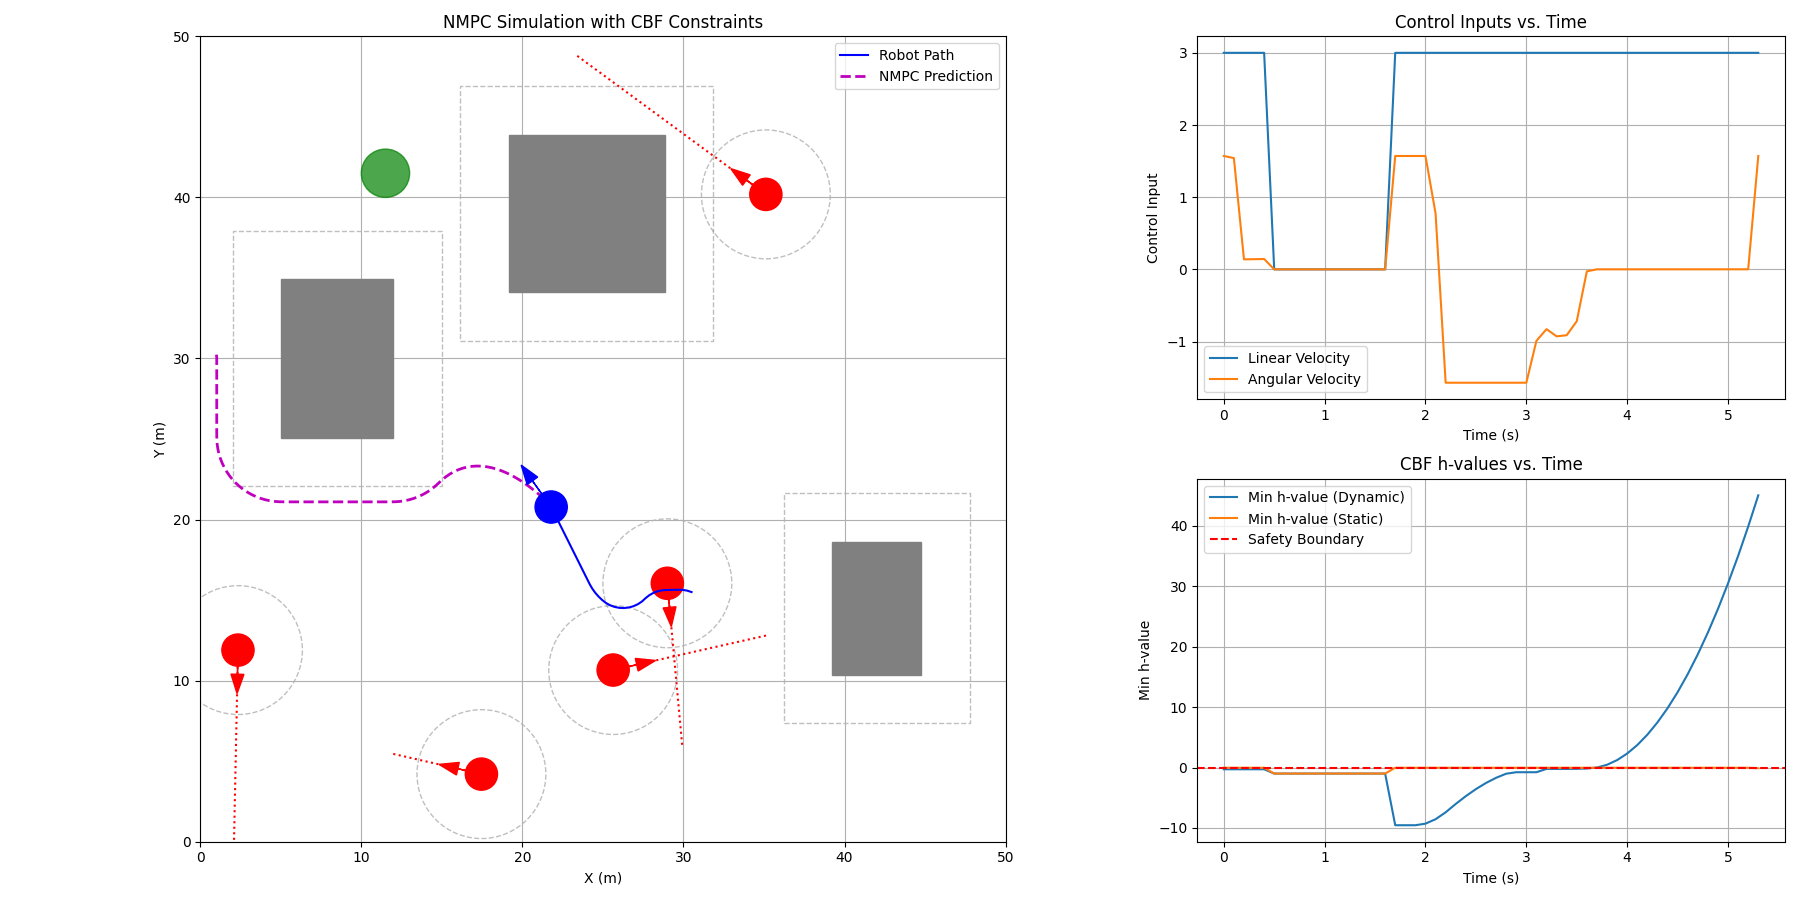 NMPC Simulation with CBF Constraints
50
40
30
20
10
0
Y (m)
0 10 20 30 40 50
X (m)
Robot Path
NMPC Prediction
Control Inputs vs. Time
3
2
1
0
−1
Control Input
Linear Velocity
Angular Velocity
0 1 2 3 4 5
Time (s)
CBF h-values vs. Time
Min h-value (Dynamic)
Min h-value (Static)
Safety Boundary
40
30
20
10
0
−10
Min h-value
0 1 2 3 4 5
Time (s)